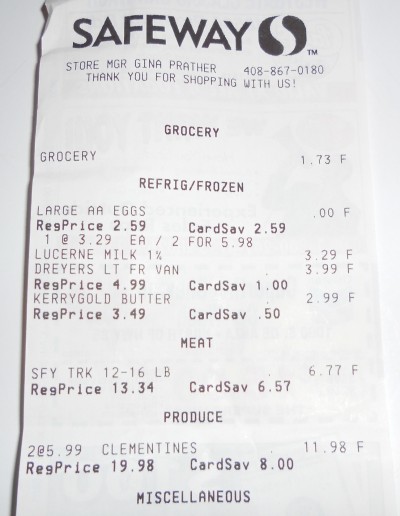 SAFEWAY TM
STORE MGR GINA PRATHER 408-867-0180
THANK YOU FOR SHOPPING WITH US!
GROCERY
GROCERY 1.73 F
REFRIG/FROZEN
LARGE AA EGGS .00 F
RegPrice 2.59 CardSav 2.59
1 @ 3.29 EA / 2 FOR 5.98
LUCERNE MILK 1% 3.29 F
DREYERS LT FR VAN 3.99 F
RegPrice 4.99 CardSav 1.00
KERRYGOLD BUTTER 2.99 F
RegPrice 3.49 CardSav .50
MEAT
SFY TRK 12-16 LB 6.77 F
RegPrice 13.34 CardSav 6.57
PRODUCE
2@5.99 CLEMENTINES 11.98 F
RegPrice 19.98 CardSav 8.00
MISCELLANEOUS